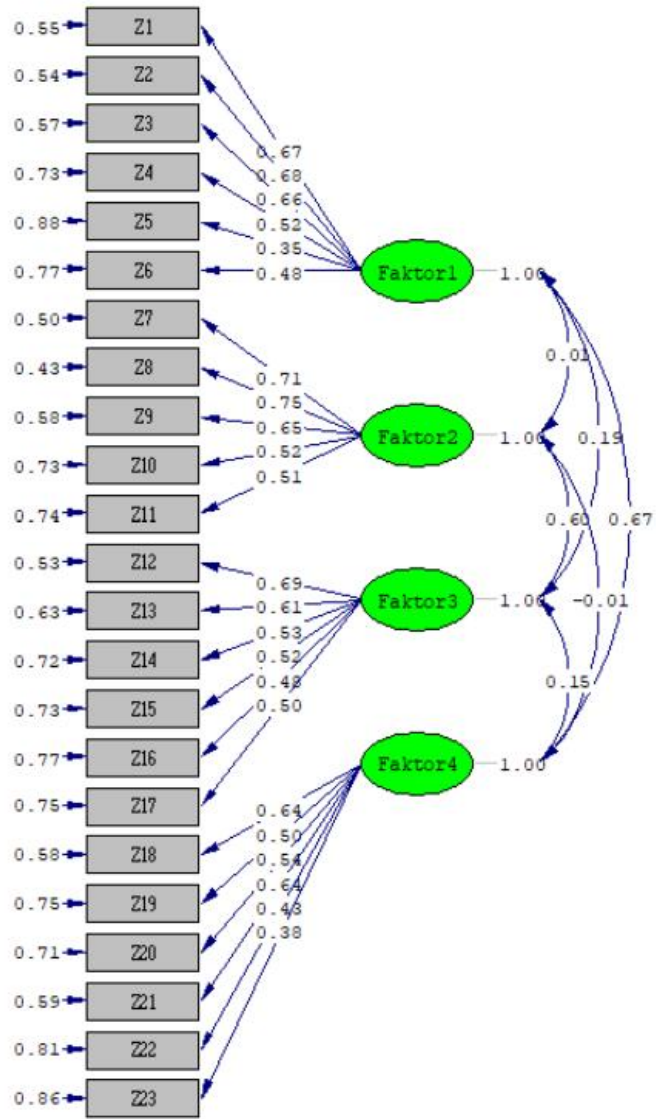 0.55 Z1
0.54 Z2
0.57 Z3
0.67
0.73 Z4 0.68
0.66
0.88 Z5 0.52
0.35
0.77 Z6 0.48 Faktor1 1.00
0.50 Z7
0.01
0.43 Z8 0.71
0.75
0.58 Z9 0.65 Faktor2 1.00 0.19
0.73 Z10 0.52
0.51
0.74 Z11 0.60 0.67
0.53 Z12
0.69
0.63 Z13 0.61 Faktor3 1.00 -0.01
0.53
0.72 Z14 0.52
0.48
0.73 Z15 0.50 0.15
0.77 Z16 Faktor4 1.00
0.75 Z17 0.64
0.50
0.58 Z18 0.54
0.64
0.75 Z19 0.43
0.38
0.71 Z20
0.59 Z21
0.81 Z22
0.86 Z23